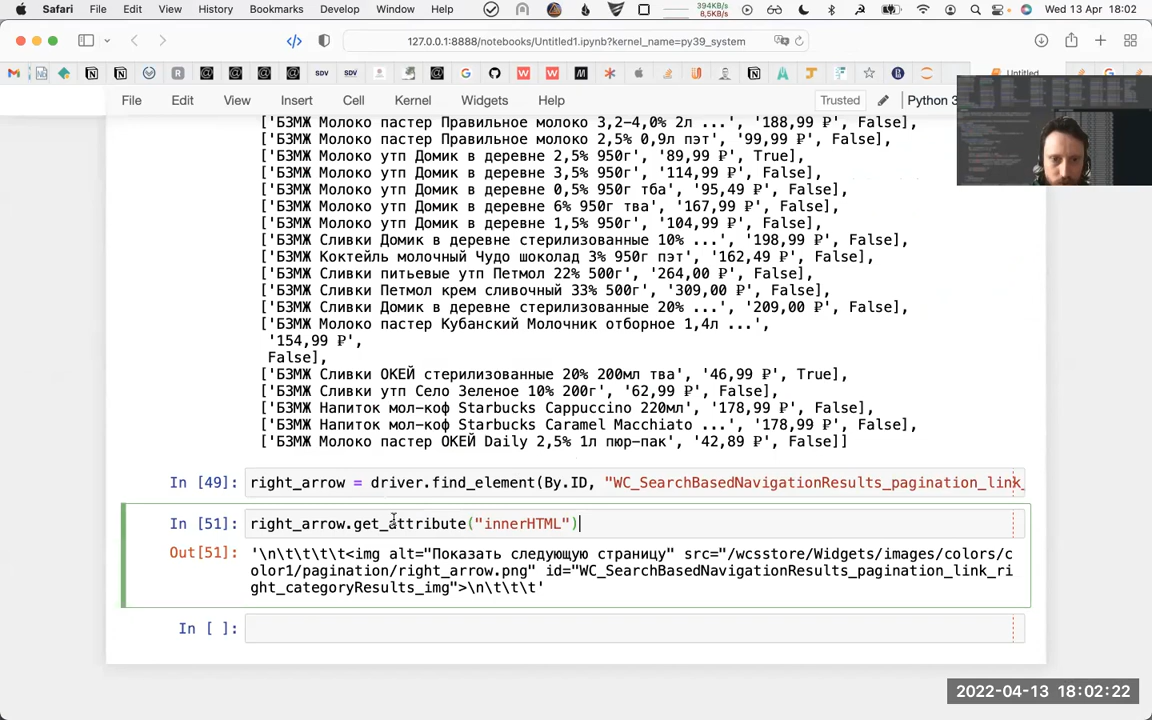 Safari File Edit View History Bookmarks Develop Window Help 394KB/ 8,5KB/s Wed 13 Apr 18:02
127.0.0.1:8888/notebooks/Untitled1.ipynb?kernel_name=py39_system
SDV SDV Untitled
File Edit View Insert Cell Kernel Widgets Help Trusted Python 3
['БЗМЖ Молоко пастер Правильное молоко 3,2-4,0% 2л ...', '188,99 ₽', False],
['БЗМЖ Молоко пастер Правильное молоко 2,5% 0,9л пэт', '99,99 ₽', False],
['БЗМЖ Молоко утп Домик в деревне 2,5% 950г', '89,99 ₽', True],
['БЗМЖ Молоко утп Домик в деревне 3,5% 950г', '114,99 ₽', False],
['БЗМЖ Молоко утп Домик в деревне 0,5% 950г тба', '95,49 ₽', False],
['БЗМЖ Молоко утп Домик в деревне 6% 950г тва', '167,99 ₽', False],
['БЗМЖ Молоко утп Домик в деревне 1,5% 950г', '104,99 ₽', False],
['БЗМЖ Сливки Домик в деревне стерилизованные 10% ...', '198,99 ₽', False],
['БЗМЖ Коктейль молочный Чудо шоколад 3% 950г пэт', '162,49 ₽', False],
['БЗМЖ Сливки питьевые утп Петмол 22% 500г', '264,00 ₽', False],
['БЗМЖ Сливки Петмол крем сливочный 33% 500г', '309,00 ₽', False],
['БЗМЖ Сливки Домик в деревне стерилизованные 20% ...', '209,00 ₽', False],
['БЗМЖ Молоко пастер Кубанский Молочник отборное 1,4л ...',
'154,99 ₽',
False],
['БЗМЖ Сливки ОКЕЙ стерилизованные 20% 200мл тва', '46,99 ₽', True],
['БЗМЖ Сливки утп Село Зеленое 10% 200г', '62,99 ₽', False],
['БЗМЖ Напиток мол-коф Starbucks Cappuccino 220мл', '178,99 ₽', False],
['БЗМЖ Напиток мол-коф Starbucks Caramel Macchiato ...', '178,99 ₽', False],
['БЗМЖ Молоко пастер ОКЕЙ Daily 2,5% 1л пюр-пак', '42,89 ₽', False]]
In [49]: right_arrow = driver.find_element(By.ID, "WC_SearchBasedNavigationResults_pagination_link_
In [51]: right_arrow.get_attribute("innerHTML")
Out[51]: '\n\t\t\t\t<img alt="Показать следующую страницу" src="/wcsstore/Widgets/images/colors/c
olor1/pagination/right_arrow.png" id="WC_SearchBasedNavigationResults_pagination_link_ri
ght_categoryResults_img">\n\t\t\t'
In [ ]:
2022-04-13 18:02:22